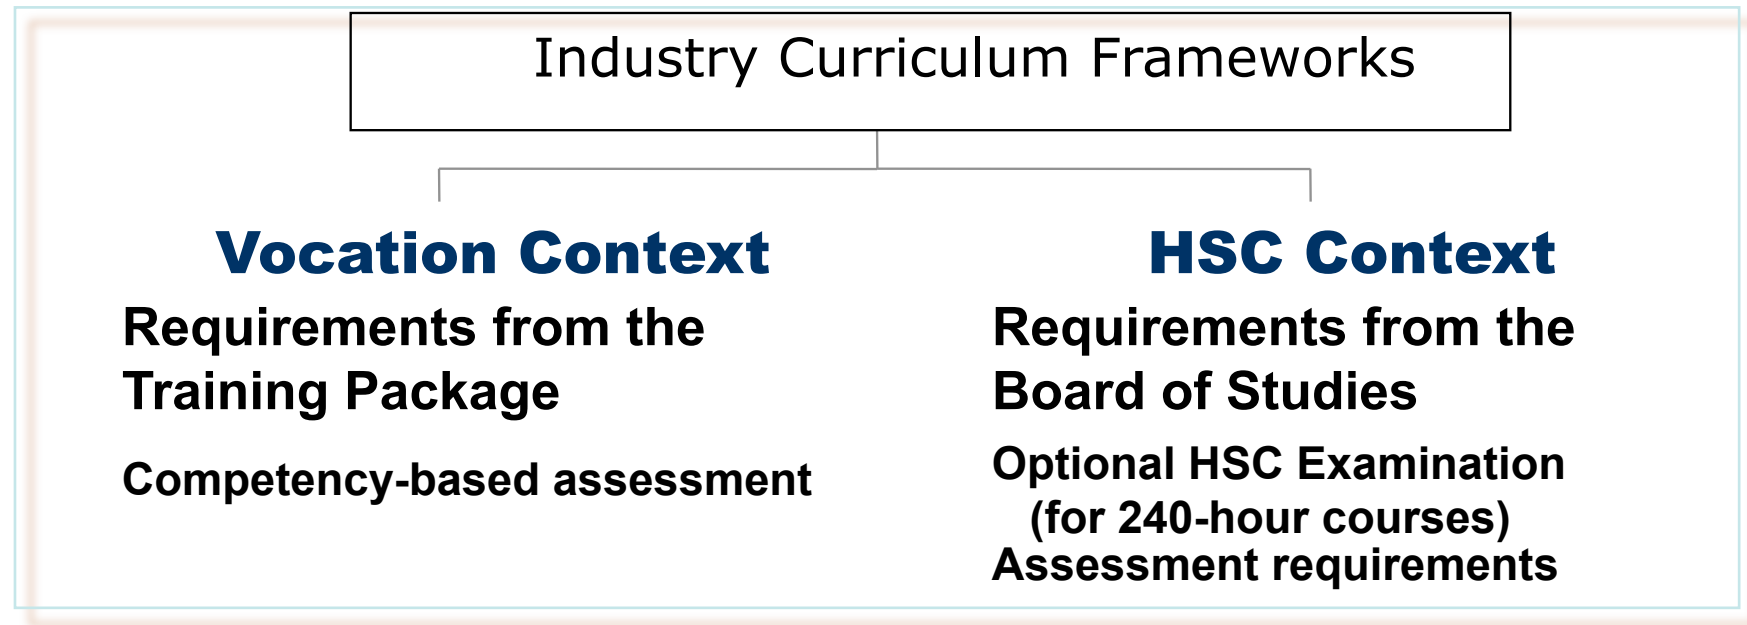 Industry Curriculum Frameworks
Vocation Context
Requirements from the
Training Package
Competency-based assessment
HSC Context
Requirements from the
Board of Studies
Optional HSC Examination
(for 240-hour courses)
Assessment requirements